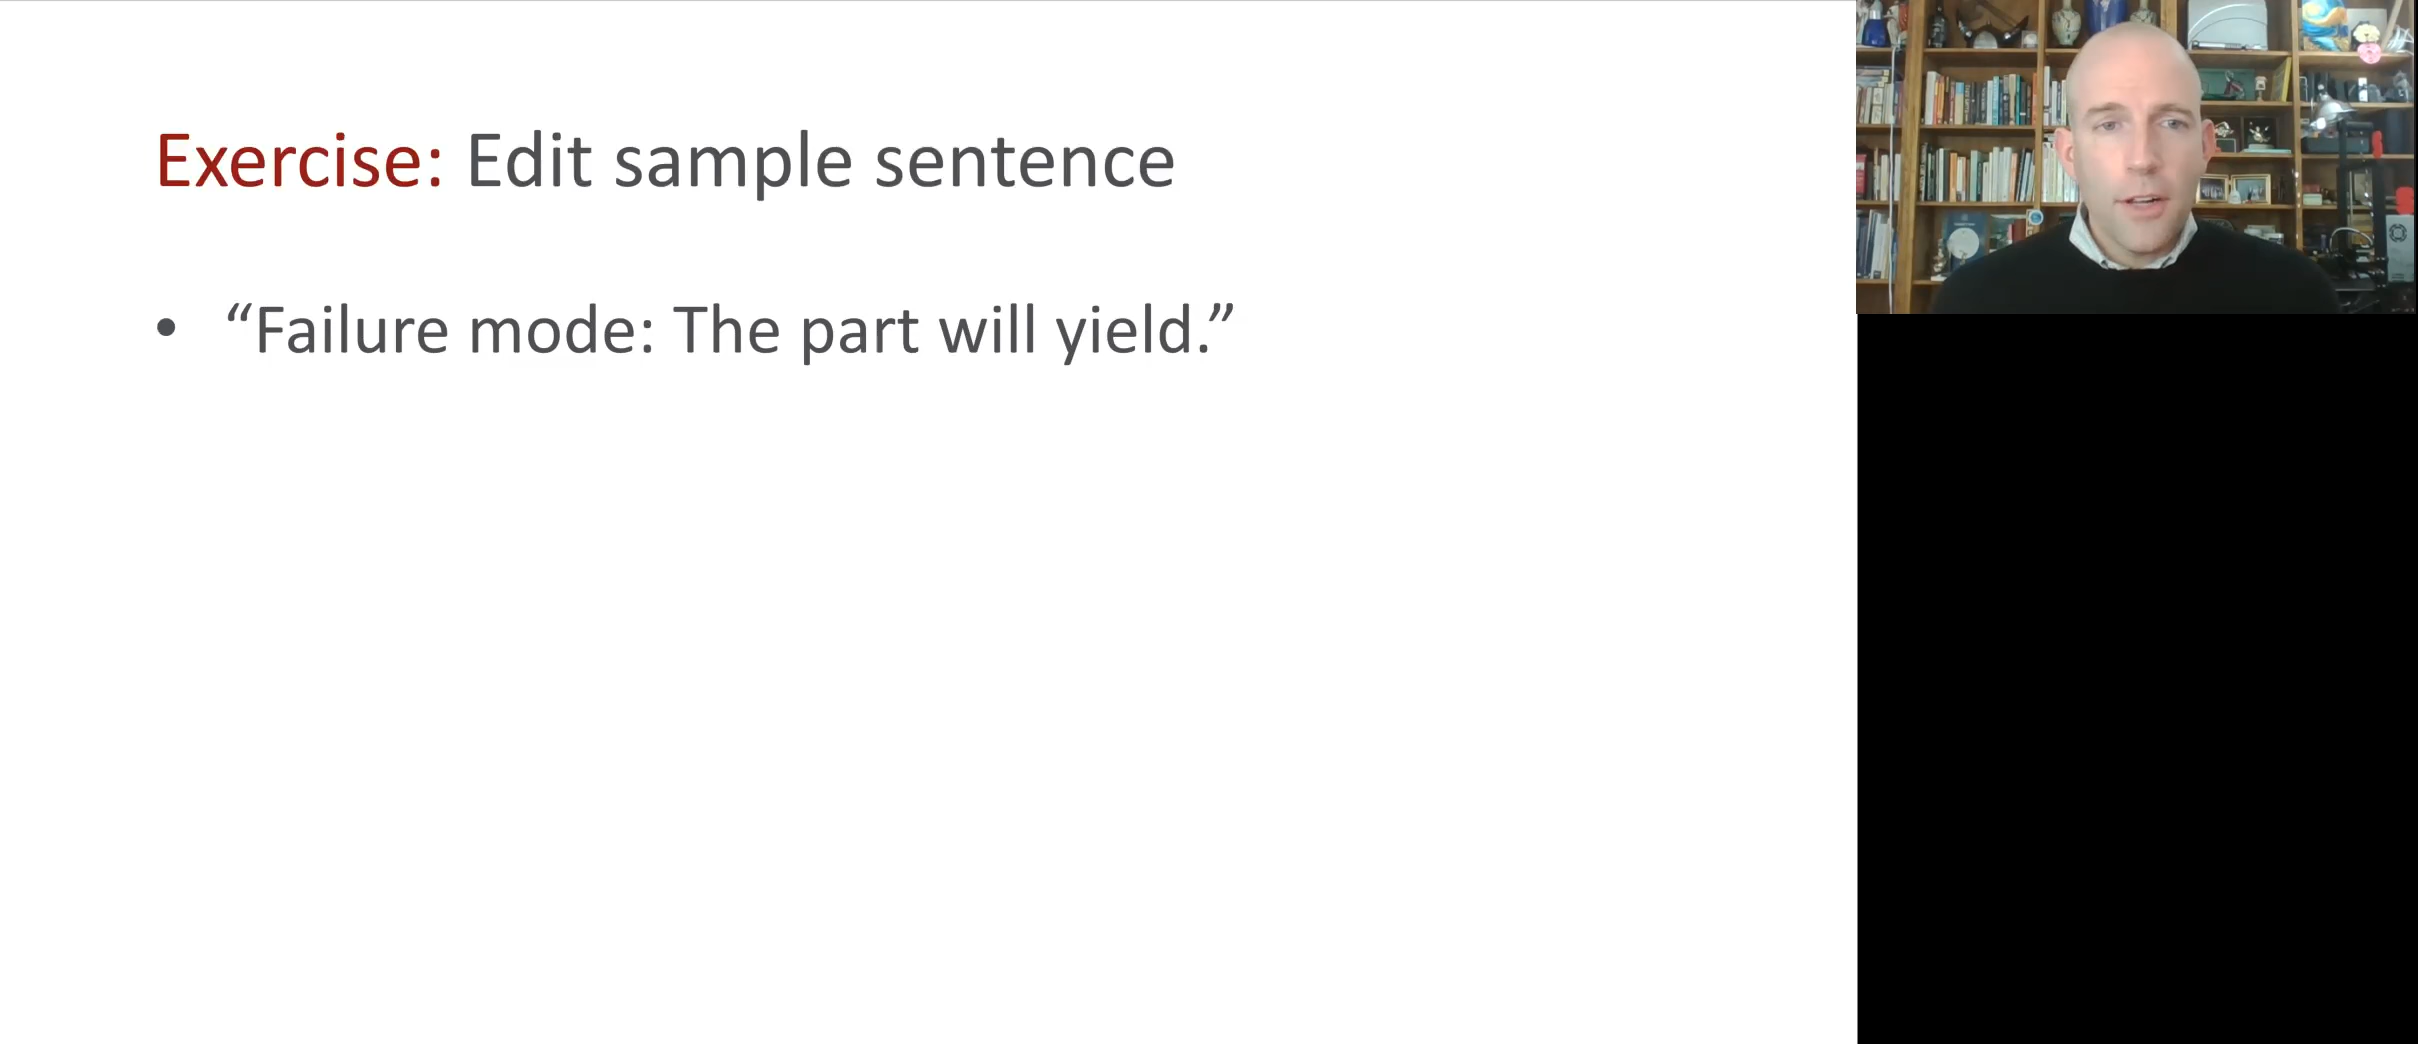 Exercise: Edit sample sentence
• “Failure mode: The part will yield.”